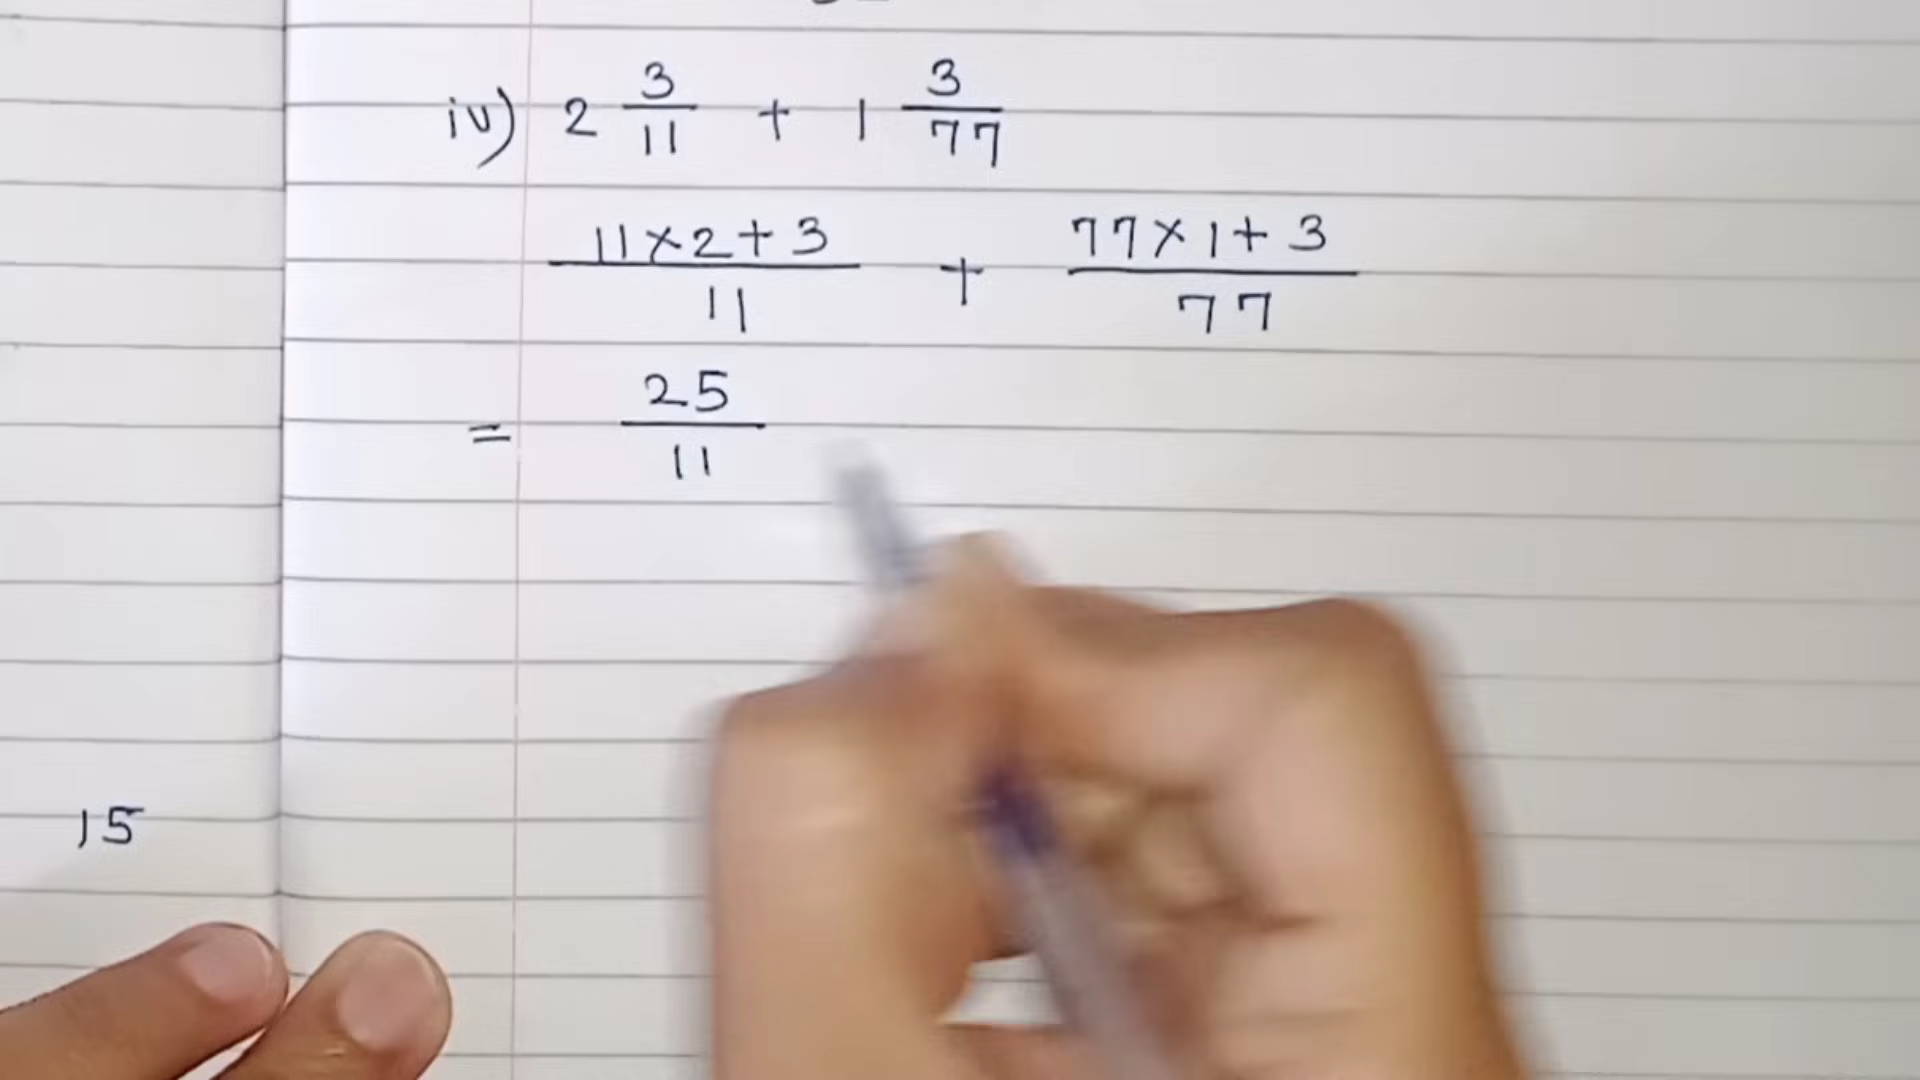 iv) 2 3/11 + 1 3/77
11×2+3/11 + 77×1+3/77
= 25/11
15